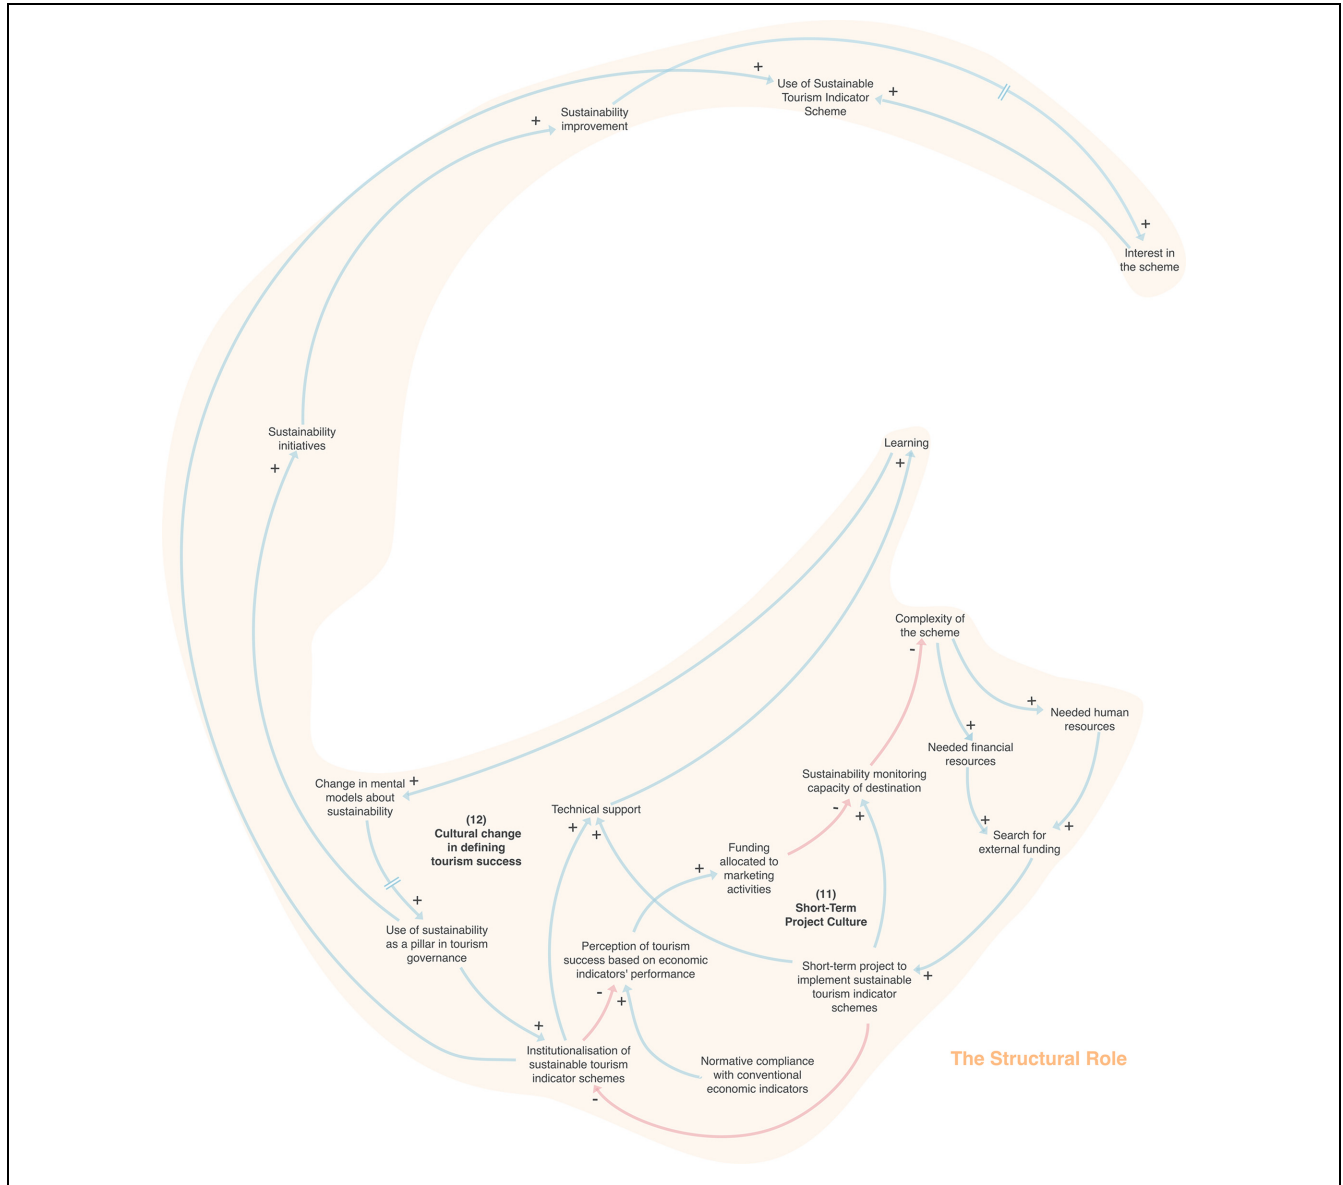 +
Use of Sustainable
Tourism Indicator
Scheme
+
Sustainability
improvement
+
+
Interest in
the scheme
Sustainability
initiatives
+
Learning
+
Complexity of
the scheme
-
+
Needed human
resources
+
Needed financial
resources
Sustainability monitoring
capacity of destination
Change in mental
models about
sustainability
+
Technical support
-
+
+
+
+
+
(12)
Cultural change
in defining
tourism success
Search for
external funding
Funding
allocated to
marketing
activities
+
(11)
Short-Term
Project Culture
+
Use of sustainability
as a pillar in tourism
governance
Perception of tourism
success based on economic
indicators' performance
Short-term project to
implement sustainable
tourism indicator
schemes
+
-
+
+
Institutionalisation of
sustainable tourism
indicator schemes
Normative compliance
with conventional
economic indicators
-
The Structural Role